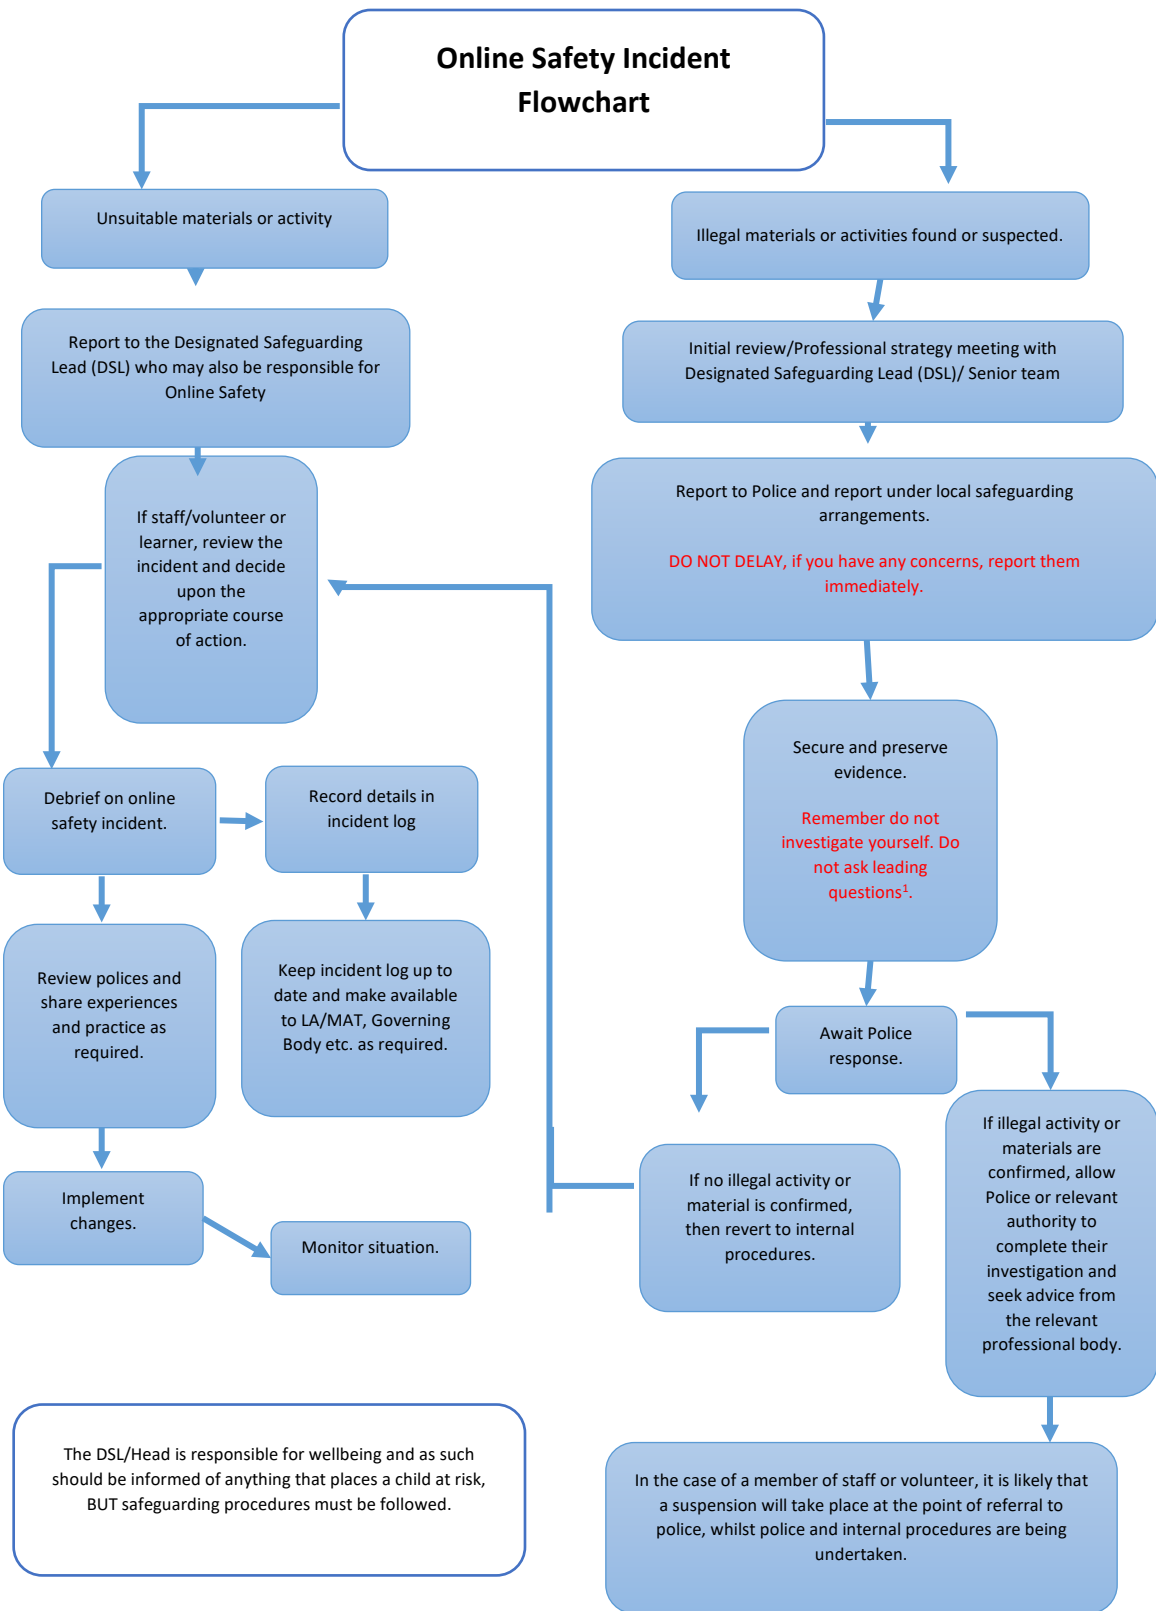 Online Safety Incident
Flowchart
Unsuitable materials or activity
Report to the Designated Safeguarding
Lead (DSL) who may also be responsible for
Online Safety
If staff/volunteer or
learner, review the
incident and decide
upon the
appropriate course
of action.
Debrief on online
safety incident.
Record details in
incident log
Review polices and
share experiences
and practice as
required.
Keep incident log up to
date and make available
to LA/MAT, Governing
Body etc. as required.
Implement
changes.
Monitor situation.
Illegal materials or activities found or suspected.
Initial review/Professional strategy meeting with
Designated Safeguarding Lead (DSL)/ Senior team
Report to Police and report under local safeguarding
arrangements.
DO NOT DELAY, if you have any concerns, report them
immediately.
Secure and preserve
evidence.
Remember do not
investigate yourself. Do
not ask leading
questions¹.
Await Police
response.
If no illegal activity or
material is confirmed,
then revert to internal
procedures.
If illegal activity or
materials are
confirmed, allow
Police or relevant
authority to
complete their
investigation and
seek advice from
the relevant
professional body.
In the case of a member of staff or volunteer, it is likely that
a suspension will take place at the point of referral to
police, whilst police and internal procedures are being
undertaken.
The DSL/Head is responsible for wellbeing and as such
should be informed of anything that places a child at risk,
BUT safeguarding procedures must be followed.